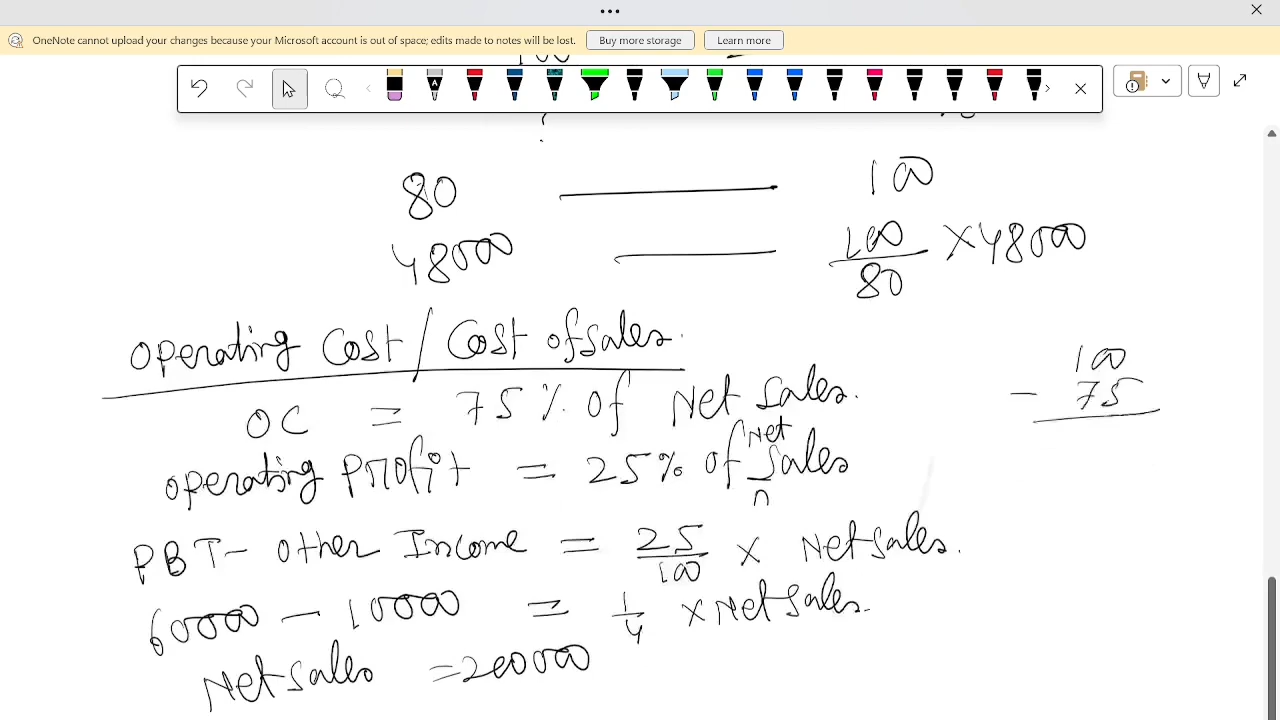 OneNote cannot upload your changes because your Microsoft account is out of space; edits made to notes will be lost. Buy more storage Learn more
100
80 100
48000 100/80 ×48000
Operating Cost / Cost of sales.
OC = 75% of Net sales.
100
- 75
Operating Profit = 25% of Net sales
n
PBT - Other Income = 25/100 × Net sales.
60000 - 10000 = 1/4 × Net sales.
Net sales = 200000